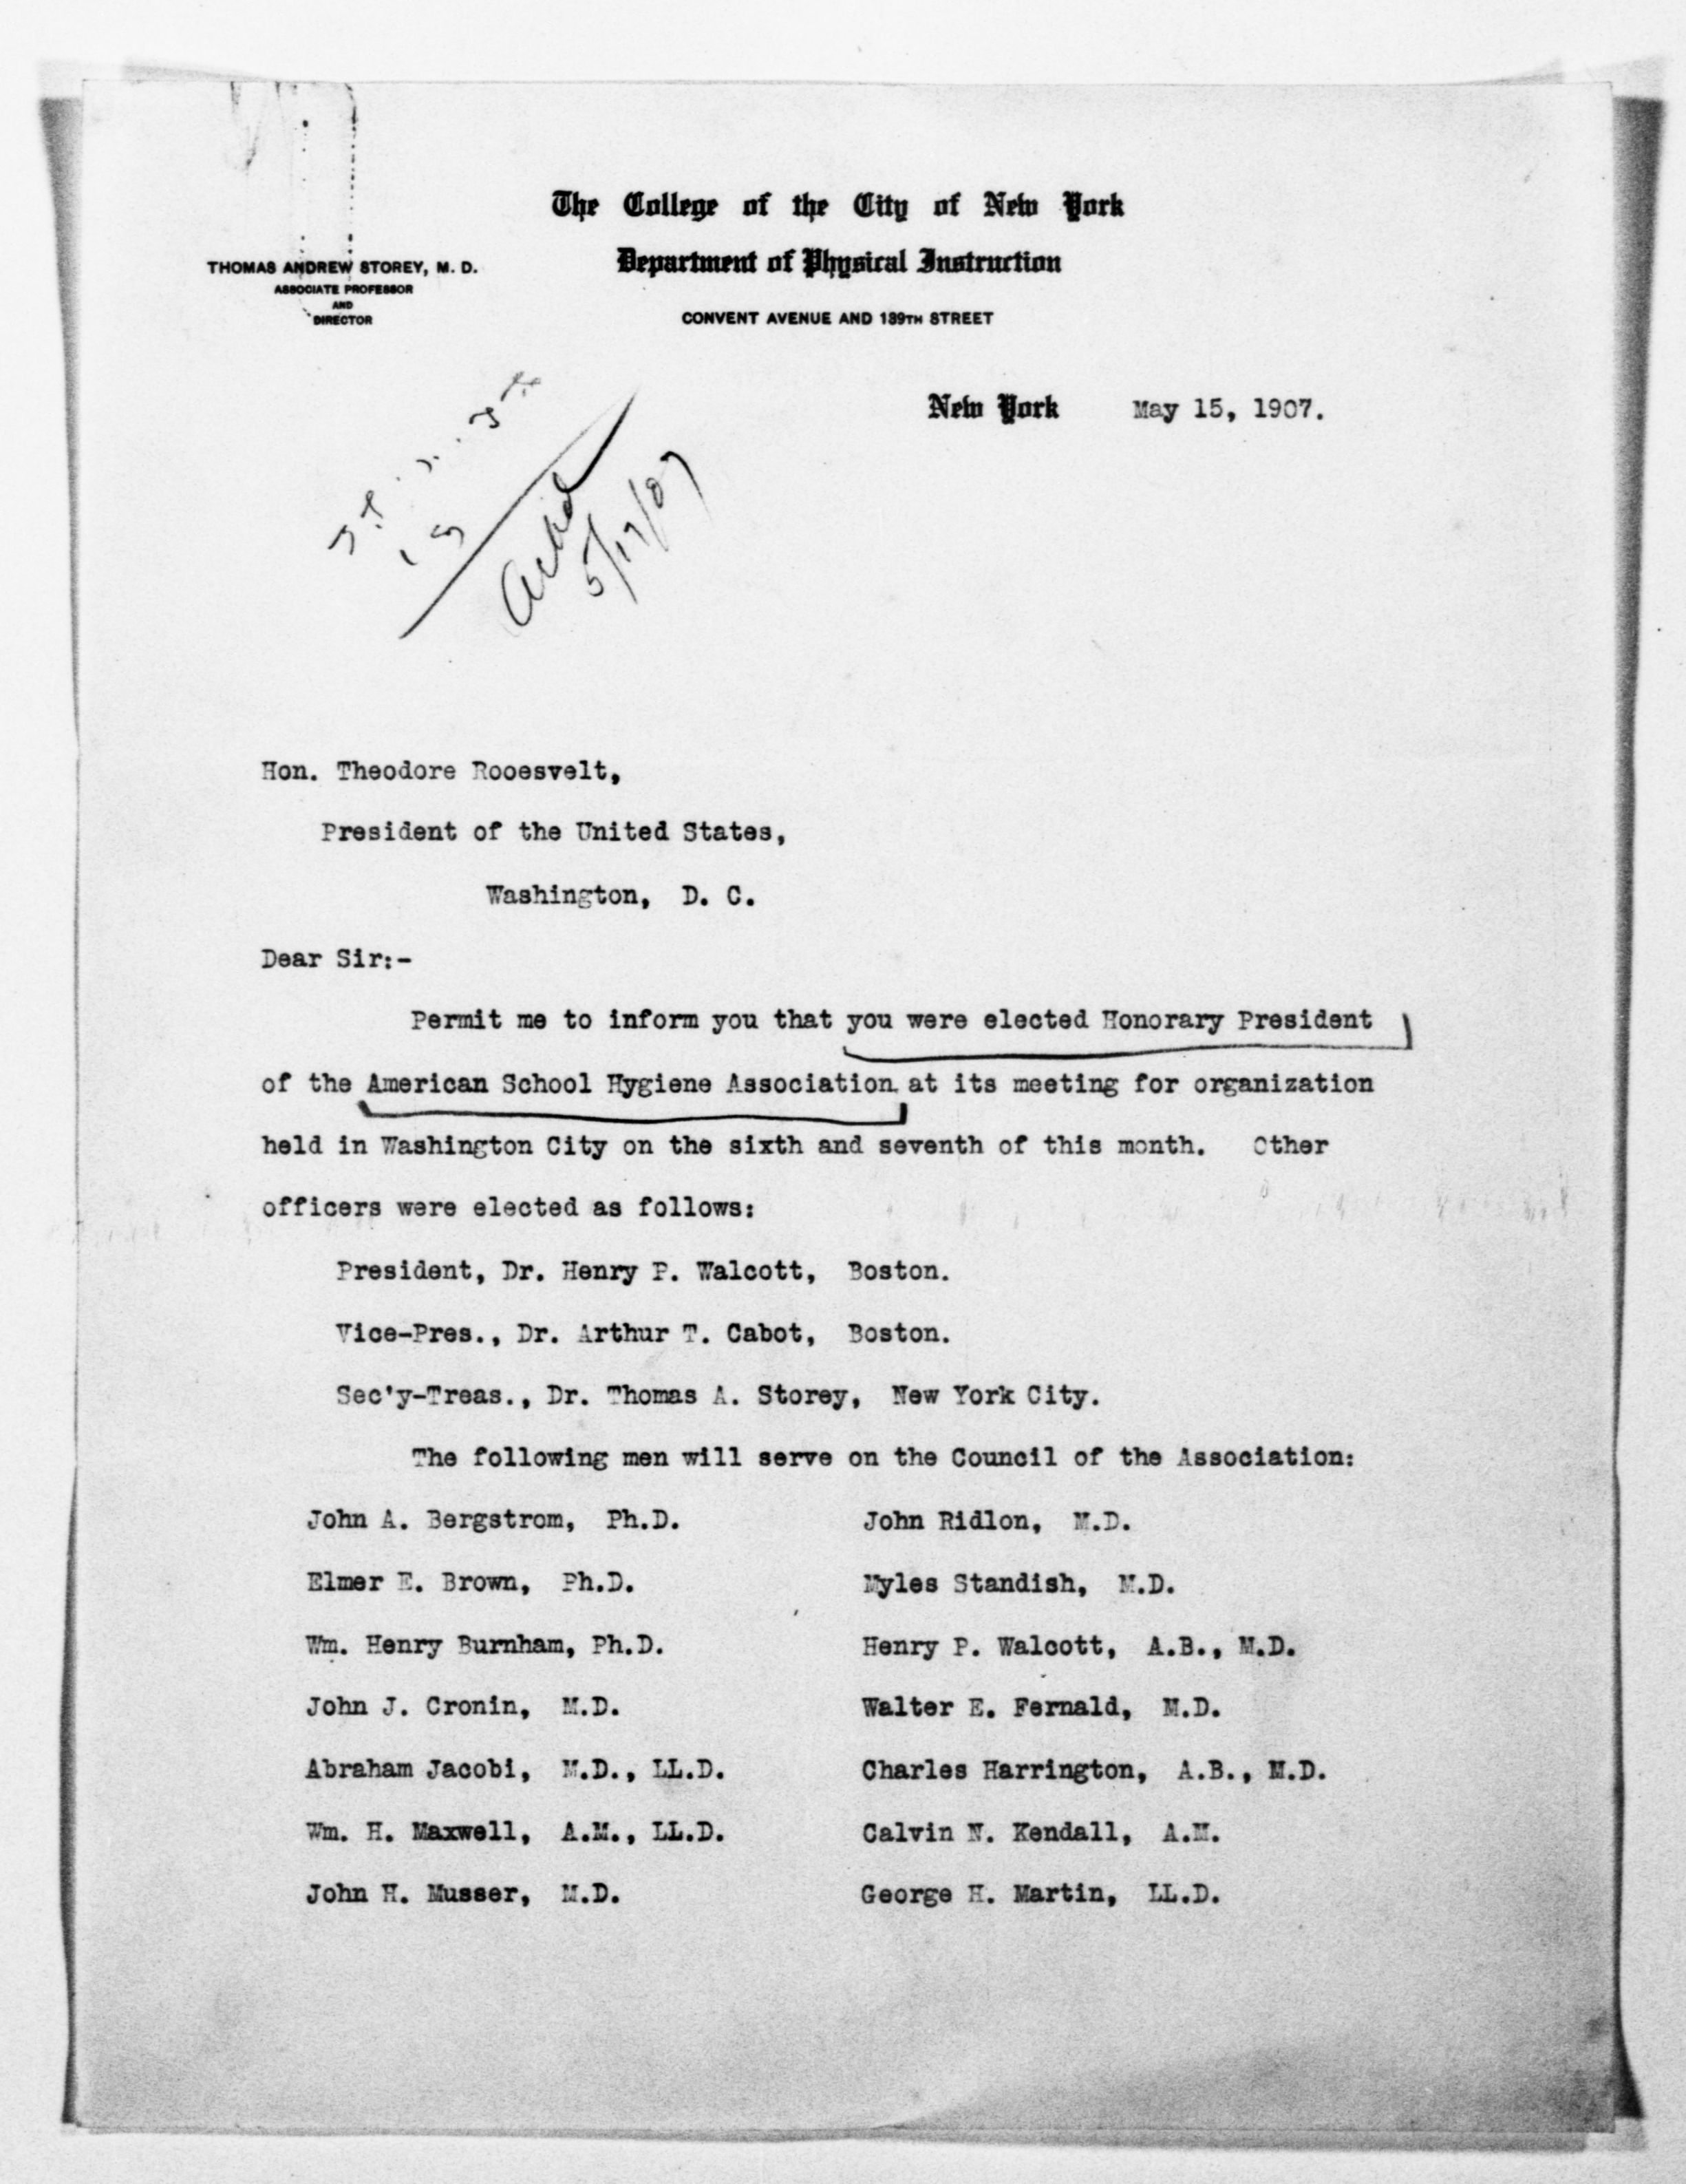 The College of the City of New York
Department of Physical Instruction
THOMAS ANDREW STOREY, M. D.
ASSOCIATE PROFESSOR
AND
DIRECTOR
CONVENT AVENUE AND 139TH STREET
New York May 15, 1907.
Ack'd
5/17/07
Hon. Theodore Rooesvelt,
President of the United States,
Washington, D. C.
Dear Sir:-
Permit me to inform you that you were elected Honorary President
of the American School Hygiene Association at its meeting for organization
held in Washington City on the sixth and seventh of this month. Other
officers were elected as follows:
President, Dr. Henry P. Walcott, Boston.
Vice-Pres., Dr. Arthur T. Cabot, Boston.
Sec'y-Treas., Dr. Thomas A. Storey, New York City.
The following men will serve on the Council of the Association:
John A. Bergstrom, Ph.D. John Ridlon, M.D.
Elmer E. Brown, Ph.D. Myles Standish, M.D.
Wm. Henry Burnham, Ph.D. Henry P. Walcott, A.B., M.D.
John J. Cronin, M.D. Walter E. Fernald, M.D.
Abraham Jacobi, M.D., LL.D. Charles Harrington, A.B., M.D.
Wm. H. Maxwell, A.M., LL.D. Calvin N. Kendall, A.M.
John H. Musser, M.D. George H. Martin, LL.D.